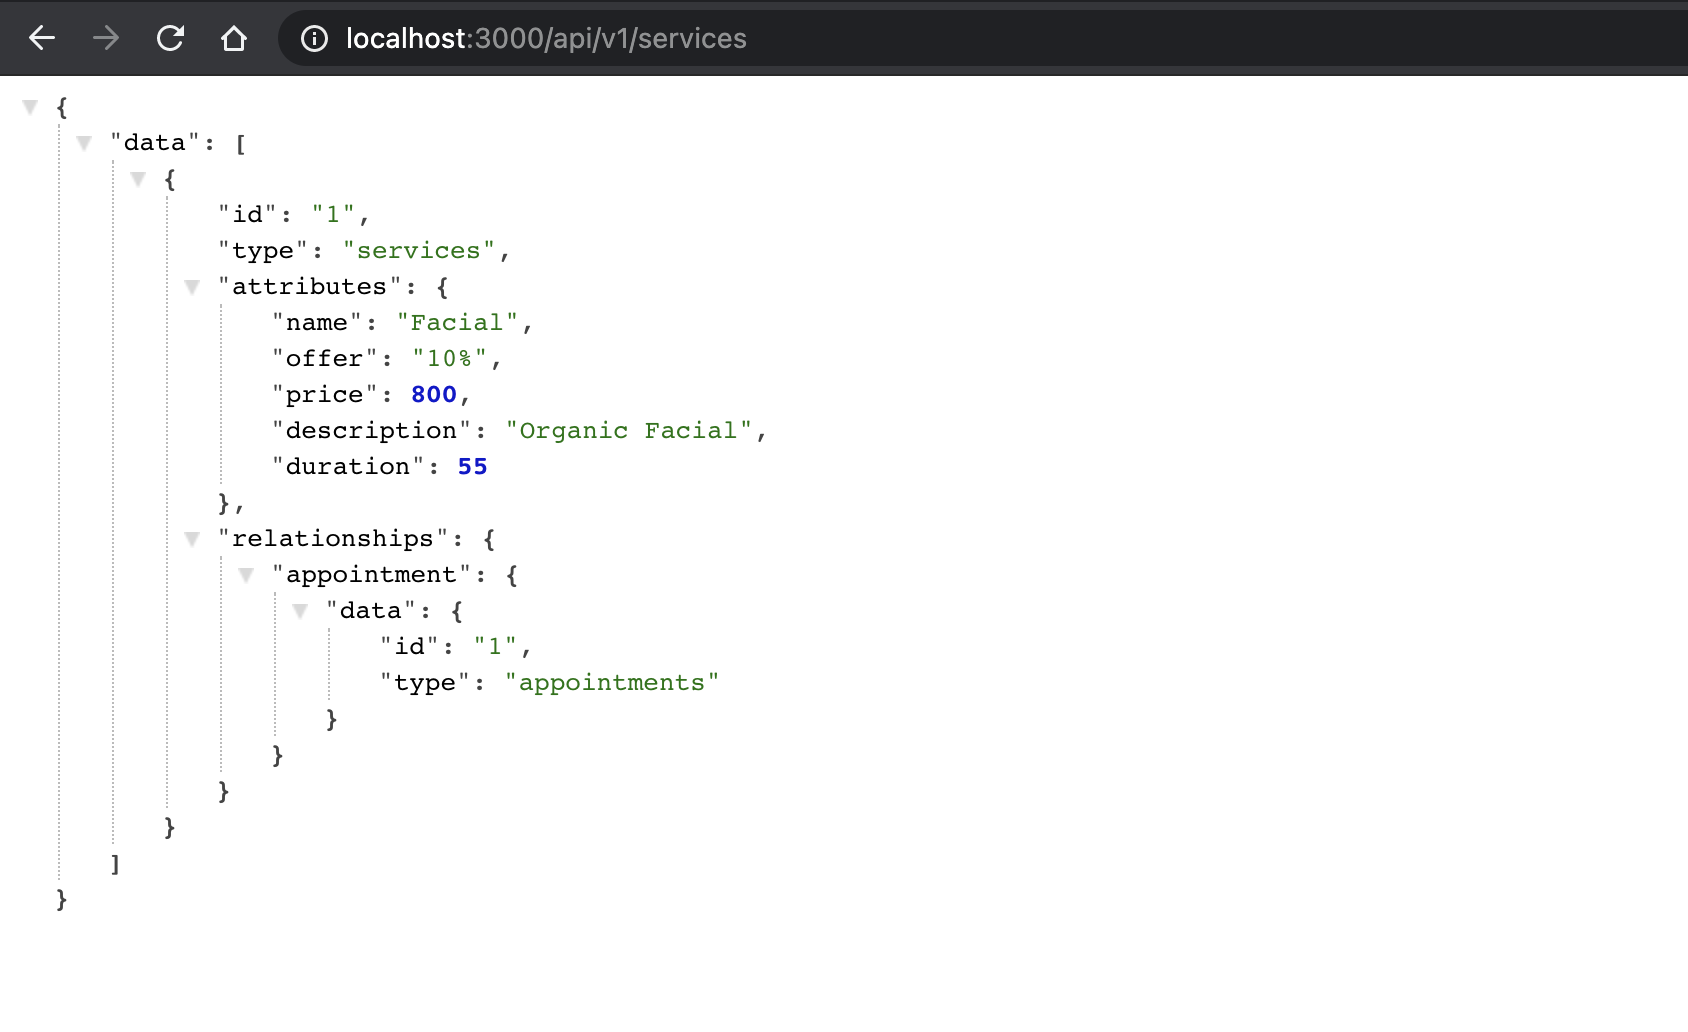 localhost:3000/api/v1/services
{
"data": [
{
"id": "1",
"type": "services",
"attributes": {
"name": "Facial",
"offer": "10%",
"price": 800,
"description": "Organic Facial",
"duration": 55
},
"relationships": {
"appointment": {
"data": {
"id": "1",
"type": "appointments"
}
}
}
}
]
}